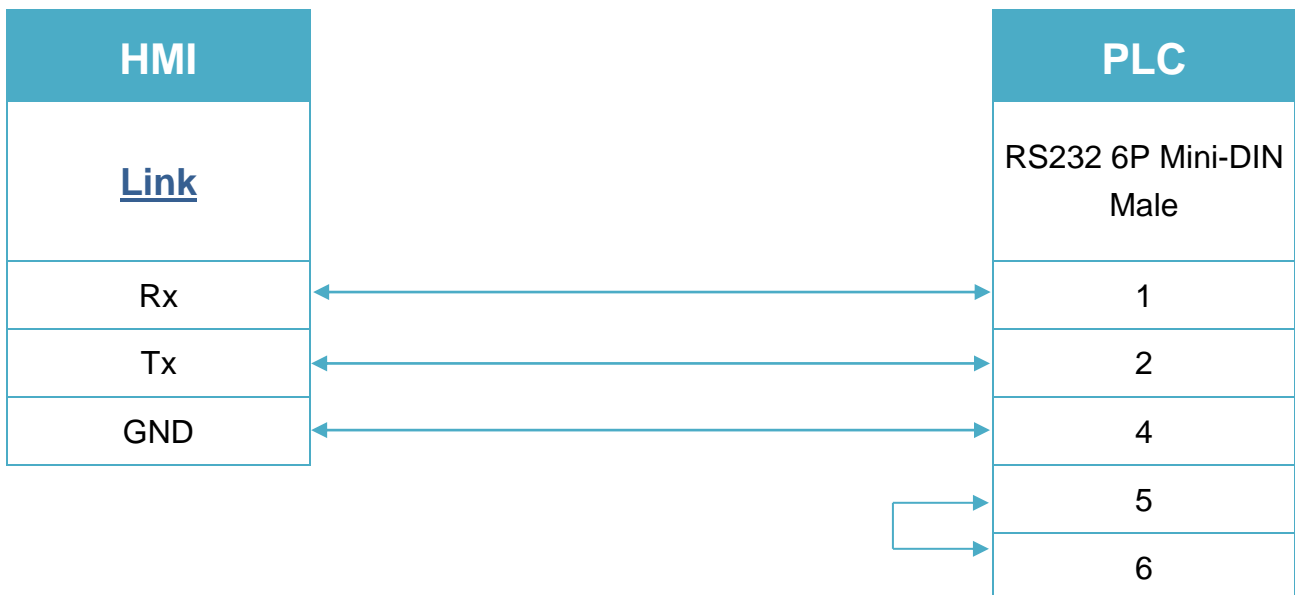 HMI
PLC
Link
RS232 6P Mini-DIN
Male
Rx
1
Tx
2
GND
4
5
6